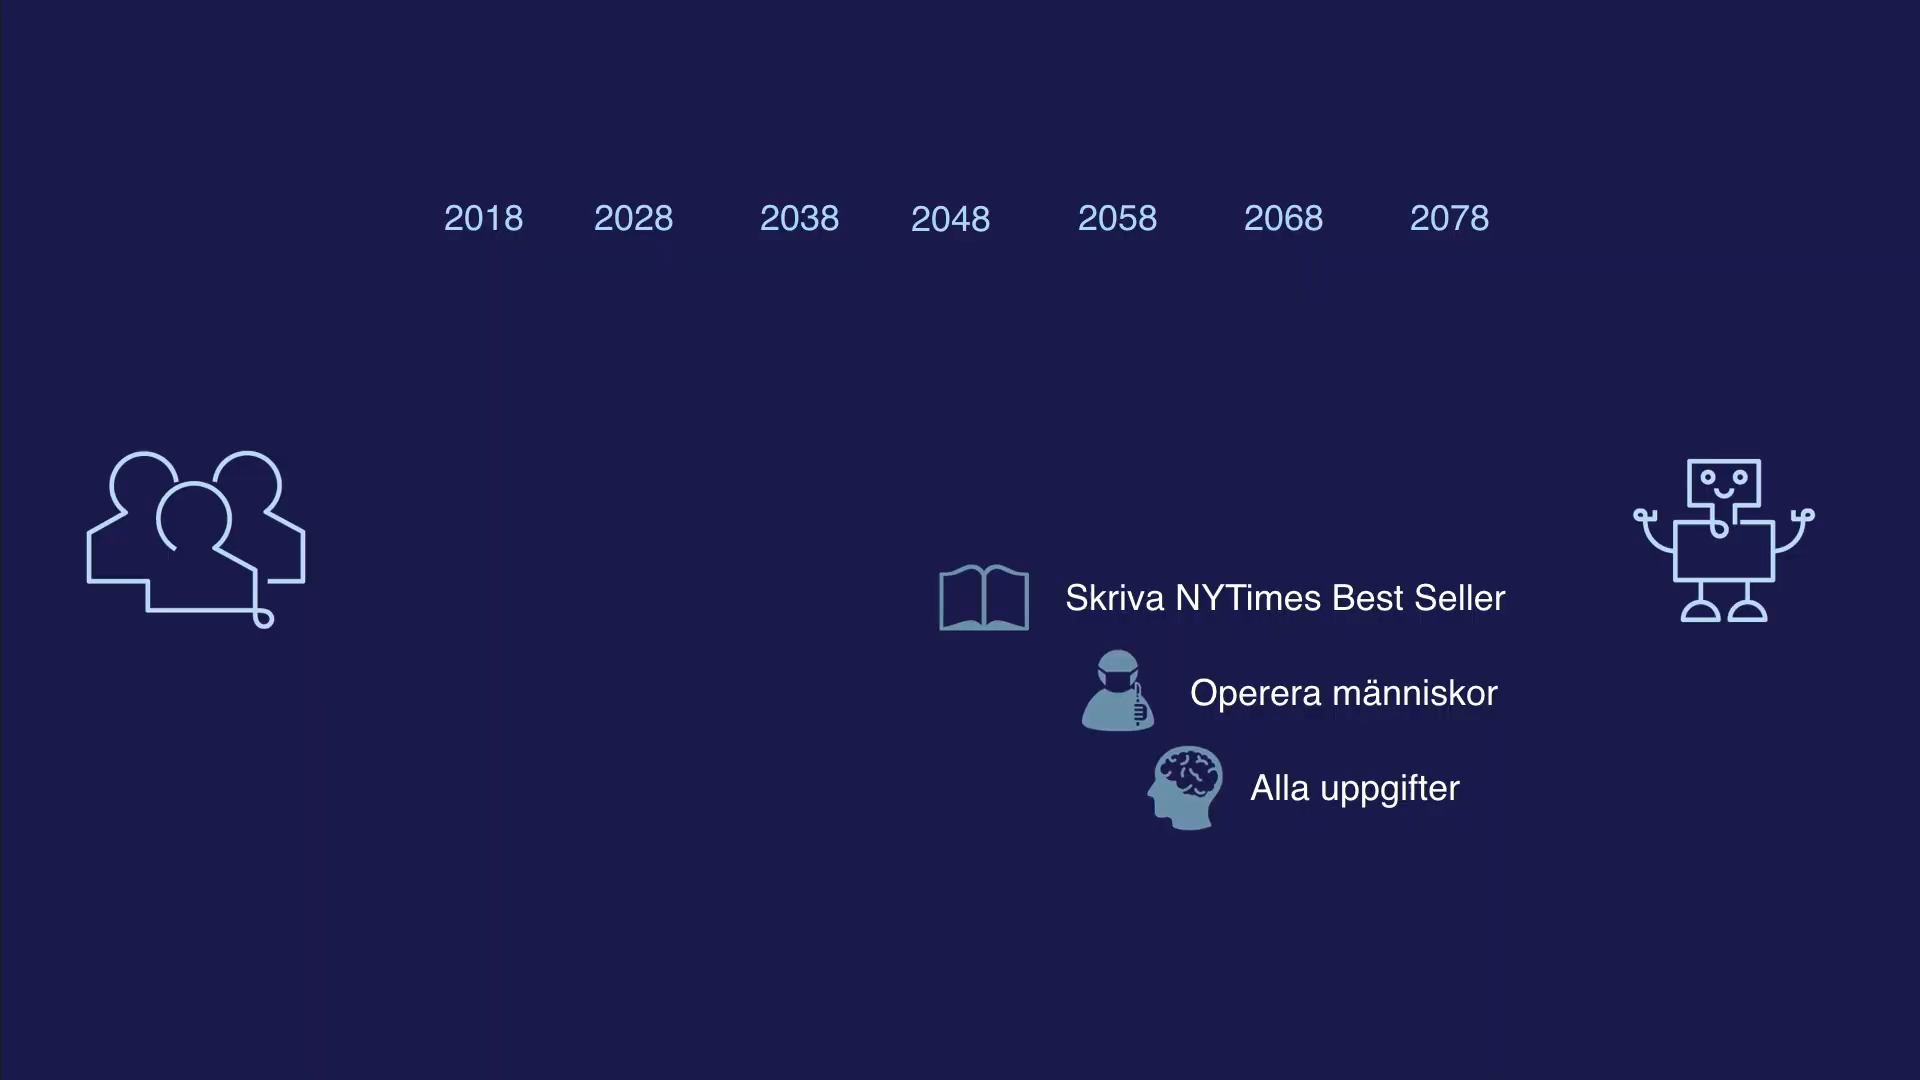 2018 2028 2038 2048 2058 2068 2078
Skriva NYTimes Best Seller
Operera människor
Alla uppgifter